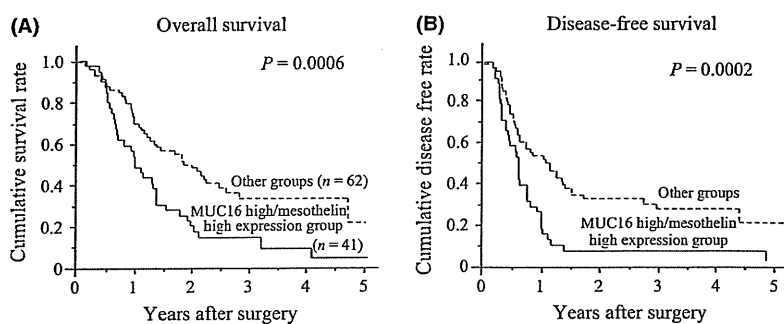 (A)
Overall survival
P = 0.0006
Cumulative survival rate
1.0
0.8
0.6
0.4
0.2
0
Other groups (n = 62)
MUC16 high/mesothelin
high expression group
(n = 41)
0
1
2
3
4
5
Years after surgery
(B)
Disease-free survival
P = 0.0002
Cumulative disease free rate
1.0
0.8
0.6
0.4
0.2
0
Other groups
MUC16 high/mesothelin
high expression group
0
1
2
3
4
5
Years after surgery